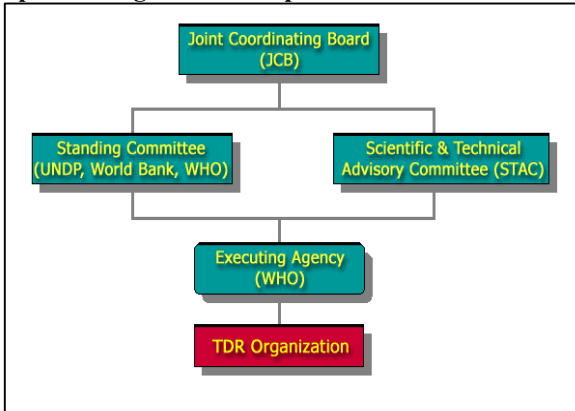 Joint Coordinating Board
(JCB)
Standing Committee
(UNDP, World Bank, WHO)
Scientific & Technical
Advisory Committee (STAC)
Executing Agency
(WHO)
TDR Organization